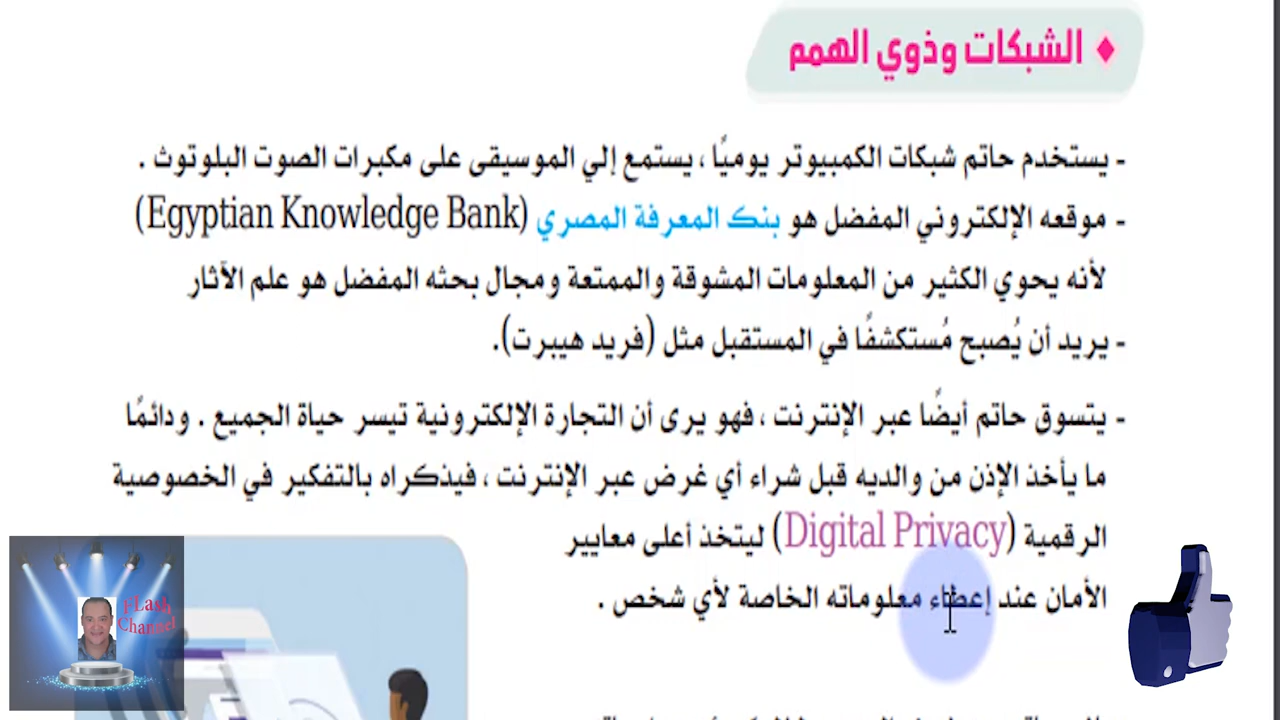 ♦ الشبكات وذوي الهمم
- يستخدم حاتم شبكات الكمبيوتر يوميًا ، يستمع إلي الموسيقى على مكبرات الصوت البلوتوث .
- موقعه الإلكتروني المفضل هو بنك المعرفة المصري (Egyptian Knowledge Bank)
لأنه يحوي الكثير من المعلومات المشوقة والممتعة ومجال بحثه المفضل هو علم الآثار
- يريد أن يُصبح مُستكشفًا في المستقبل مثل (فريد هيبرت).
- يتسوق حاتم أيضًا عبر الإنترنت ، فهو يرى أن التجارة الإلكترونية تيسر حياة الجميع . ودائمًا
ما يأخذ الإذن من والديه قبل شراء أي غرض عبر الإنترنت ، فيذكراه بالتفكير في الخصوصية
الرقمية (Digital Privacy) ليتخذ أعلى معايير
الأمان عند إعطاء معلوماته الخاصة لأي شخص .
FLash
Channel